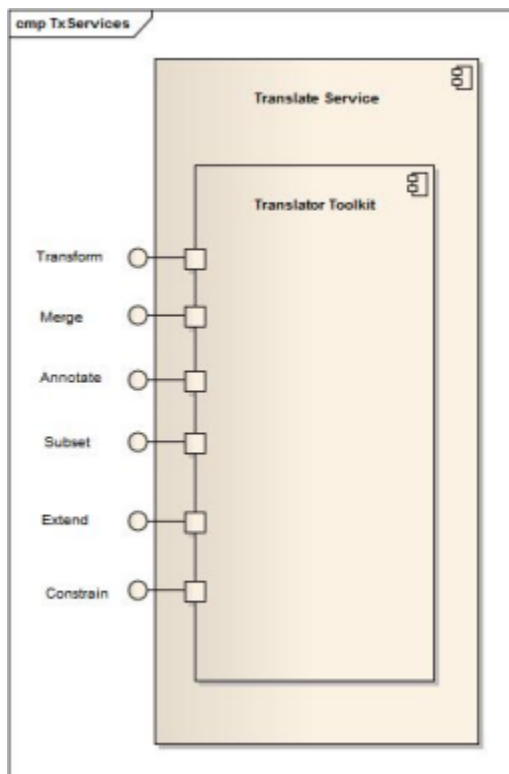 cmp TxServices
Translate Service
Translator Toolkit
Transform
Merge
Annotate
Subset
Extend
Constrain